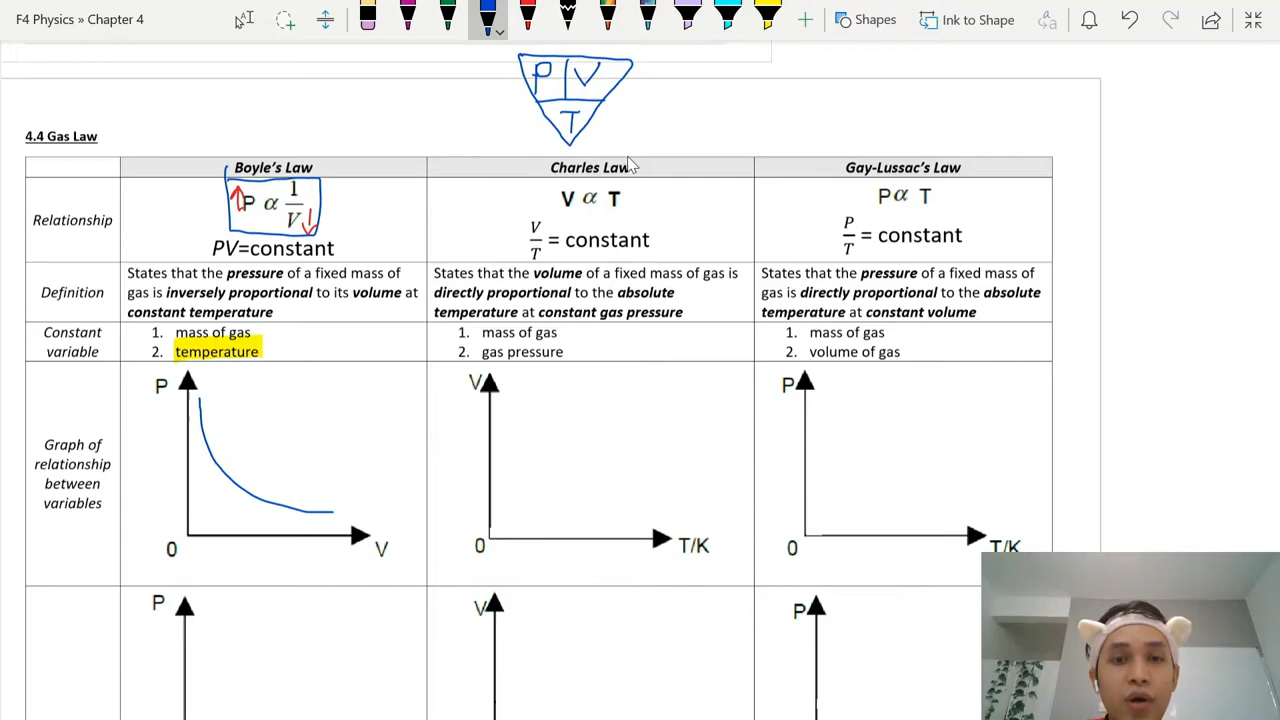 F4 Physics » Chapter 4
Shapes
Ink to Shape
P V
T
4.4 Gas Law
Boyle's Law
Charles Law
Gay-Lussac's Law
Relationship
P ∝ 1/V
PV=constant
V ∝ T
V/T = constant
P ∝ T
P/T = constant
Definition
States that the pressure of a fixed mass of
gas is inversely proportional to its volume at
constant temperature
States that the volume of a fixed mass of gas is
directly proportional to the absolute
temperature at constant gas pressure
States that the pressure of a fixed mass of
gas is directly proportional to the absolute
temperature at constant volume
Constant
variable
1. mass of gas
2. temperature
1. mass of gas
2. gas pressure
1. mass of gas
2. volume of gas
Graph of
relationship
between
variables
P
0
V
V
0
T/K
P
0
T/K
P
V
P